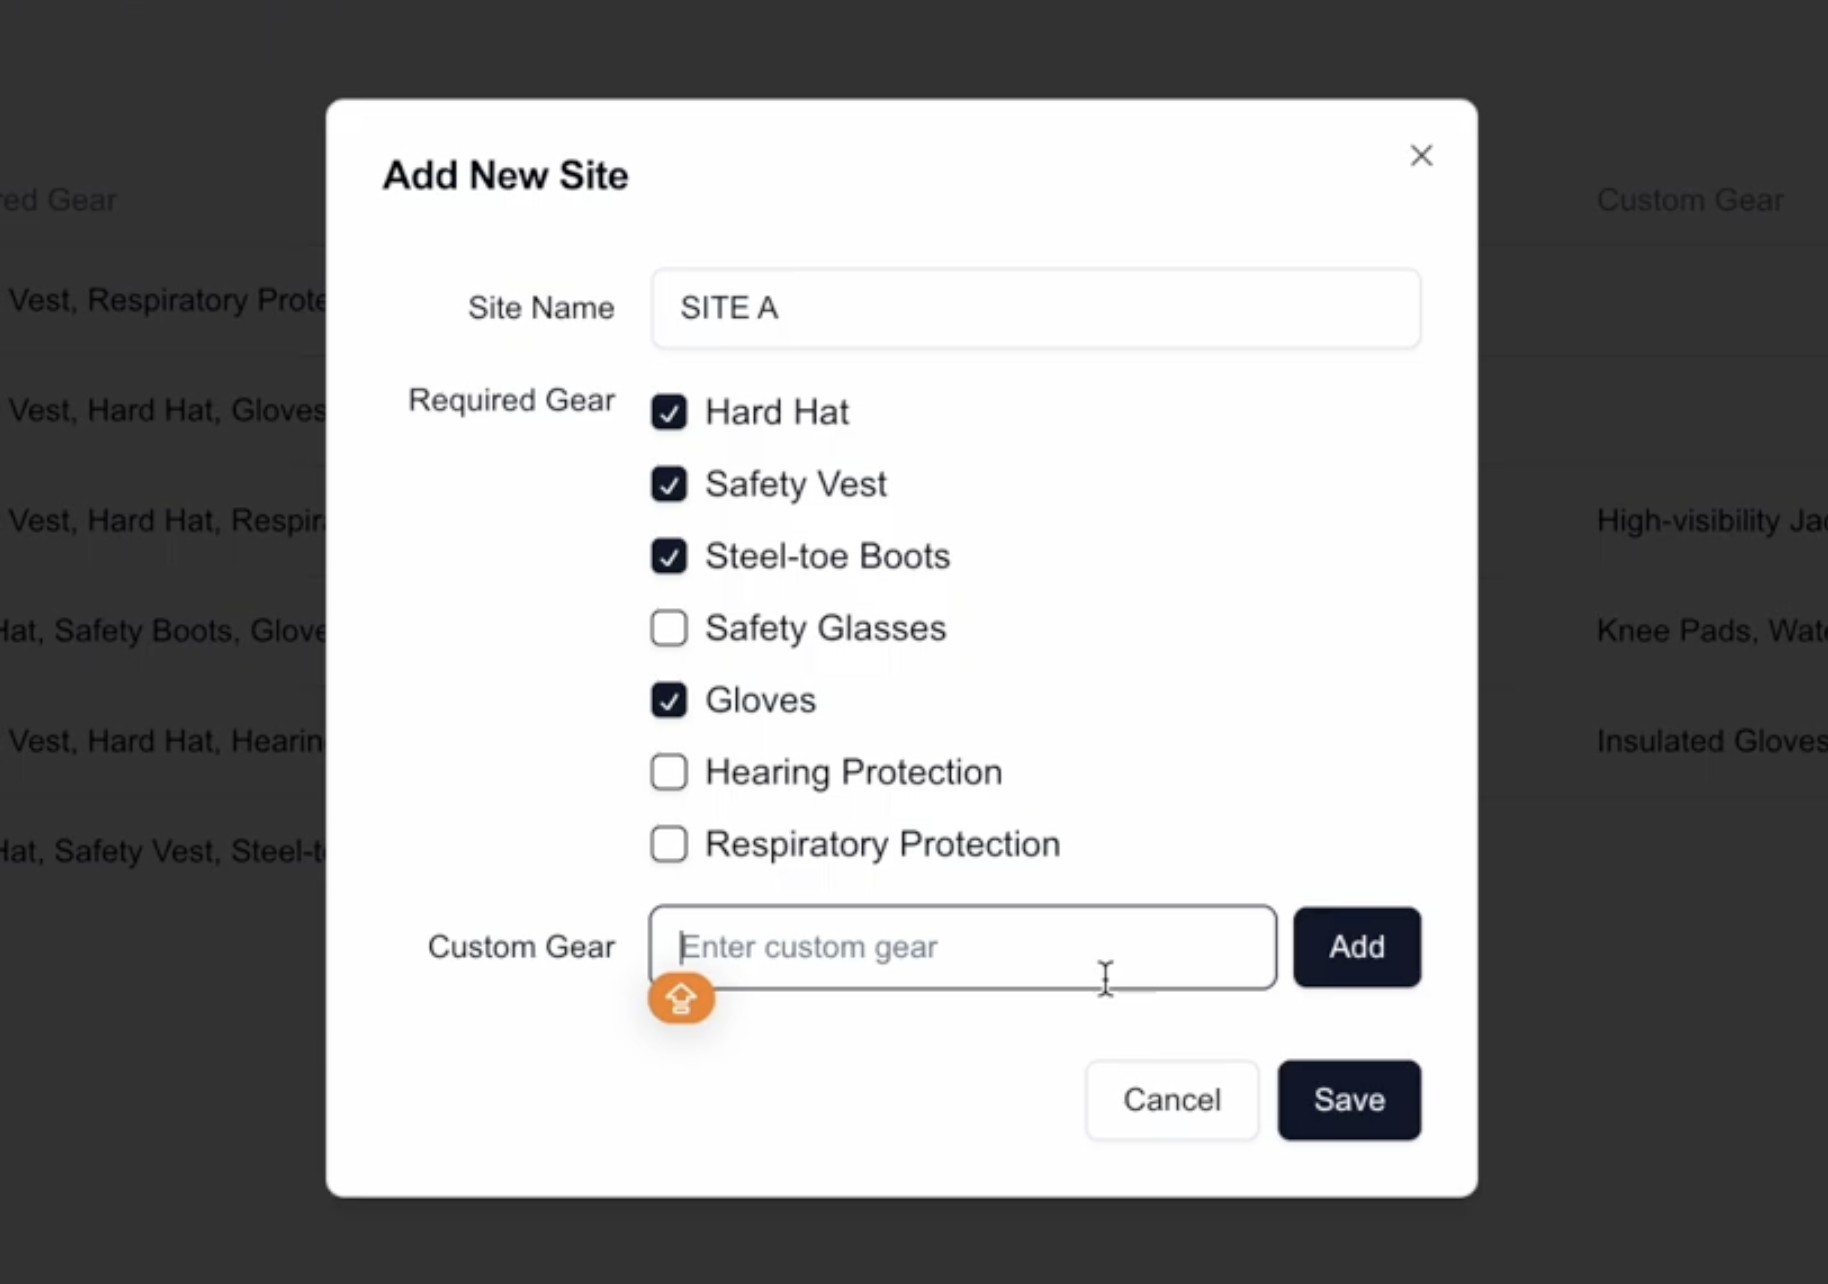 Add New Site
red Gear
Custom Gear
Site Name
SITE A
Vest, Respiratory Prote
Required Gear
Hard Hat
Vest, Hard Hat, Gloves
Safety Vest
Vest, Hard Hat, Respir
Steel-toe Boots
High-visibility Ja
Hat, Safety Boots, Glove
Safety Glasses
Knee Pads, Wat
Gloves
Vest, Hard Hat, Hearin
Hearing Protection
Insulated Gloves
Hat, Safety Vest, Steel-t
Respiratory Protection
Custom Gear
Enter custom gear
Add
Cancel
Save